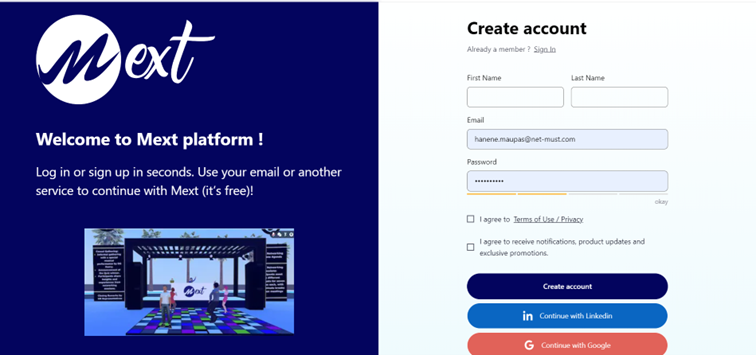 Mext
Welcome to Mext platform !
Log in or sign up in seconds. Use your email or another
service to continue with Mext (it's free)!
Mext
Create account
Already a member ? Sign In
First Name
Last Name
Email
hanene.maupas@net-must.com
Password
••••••••••
okay
I agree to Terms of Use / Privacy
I agree to receive notifications, product updates and
exclusive promotions.
Create account
in Continue with Linkedin
G Continue with Google